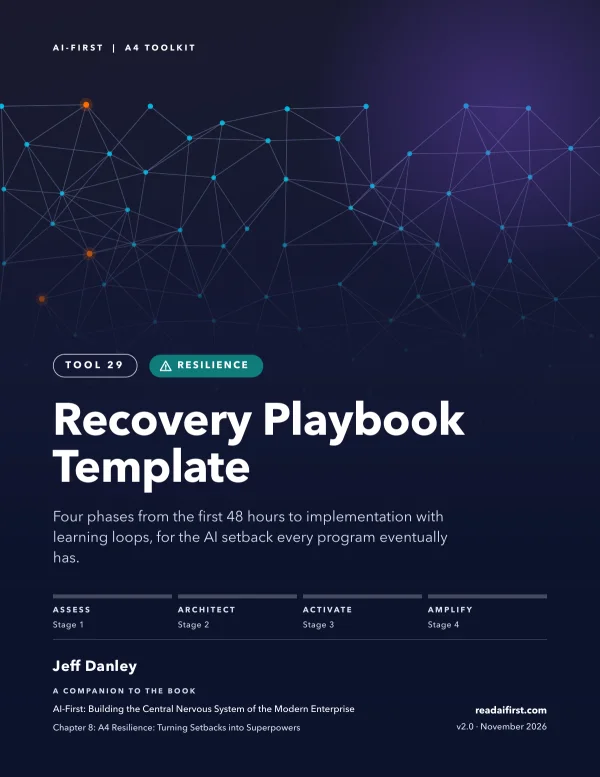 AI-FIRST | A4 TOOLKIT
TOOL 29
RESILIENCE
Recovery Playbook
Template
Four phases from the first 48 hours to implementation with
learning loops, for the AI setback every program eventually
has.
ASSESS
Stage 1
ARCHITECT
Stage 2
ACTIVATE
Stage 3
AMPLIFY
Stage 4
Jeff Danley
A COMPANION TO THE BOOK
AI-First: Building the Central Nervous System of the Modern Enterprise
Chapter 8: A4 Resilience: Turning Setbacks into Superpowers
readaifirst.com
v2.0 · November 2026